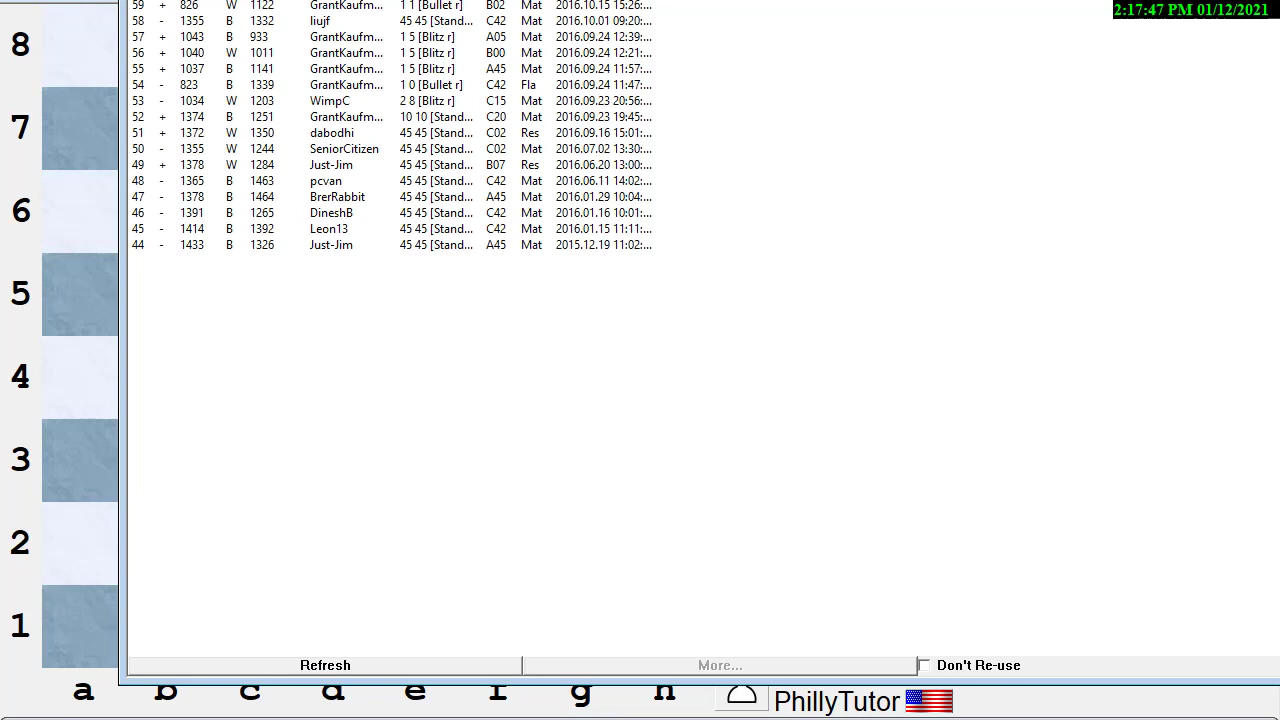 2:17:47 PM 01/12/2021
59 + 826 W 1122 GrantKaufm... 1 1 [Bullet r] B02 Mat 2016.10.15 15:26:...
58 - 1355 B 1332 liujf 45 45 [Stand... C42 Mat 2016.10.01 09:20:...
57 + 1043 B 933 GrantKaufm... 1 5 [Blitz r] A05 Mat 2016.09.24 12:39:...
56 + 1040 W 1011 GrantKaufm... 1 5 [Blitz r] B00 Mat 2016.09.24 12:21:...
55 + 1037 B 1141 GrantKaufm... 1 5 [Blitz r] A45 Mat 2016.09.24 11:57:...
54 - 823 B 1339 GrantKaufm... 1 0 [Bullet r] C42 Fla 2016.09.24 11:47:...
53 - 1034 W 1203 WimpC 2 8 [Blitz r] C15 Mat 2016.09.23 20:56:...
52 + 1374 B 1251 GrantKaufm... 10 10 [Stand... C20 Mat 2016.09.23 19:45:...
51 + 1372 W 1350 dabodhi 45 45 [Stand... C02 Res 2016.09.16 15:01:...
50 - 1355 W 1244 SeniorCitizen 45 45 [Stand... C02 Mat 2016.07.02 13:30:...
49 + 1378 W 1284 Just-Jim 45 45 [Stand... B07 Res 2016.06.20 13:00:...
48 - 1365 B 1463 pcvan 45 45 [Stand... C42 Mat 2016.06.11 14:02:...
47 - 1378 B 1464 BrerRabbit 45 45 [Stand... A45 Mat 2016.01.29 10:04:...
46 - 1391 B 1265 DineshB 45 45 [Stand... C42 Mat 2016.01.16 10:01:...
45 - 1414 B 1392 Leon13 45 45 [Stand... C42 Mat 2016.01.15 11:11:...
44 - 1433 B 1326 Just-Jim 45 45 [Stand... A45 Mat 2015.12.19 11:02:...
8
7
6
5
4
3
2
1
Refresh More... Don't Re-use
a b c d e f g h
PhillyTutor